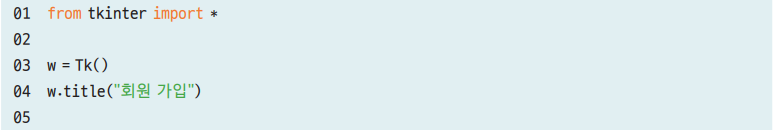 01 from tkinter import *
02
03 w = Tk()
04 w.title("회원 가입")
05